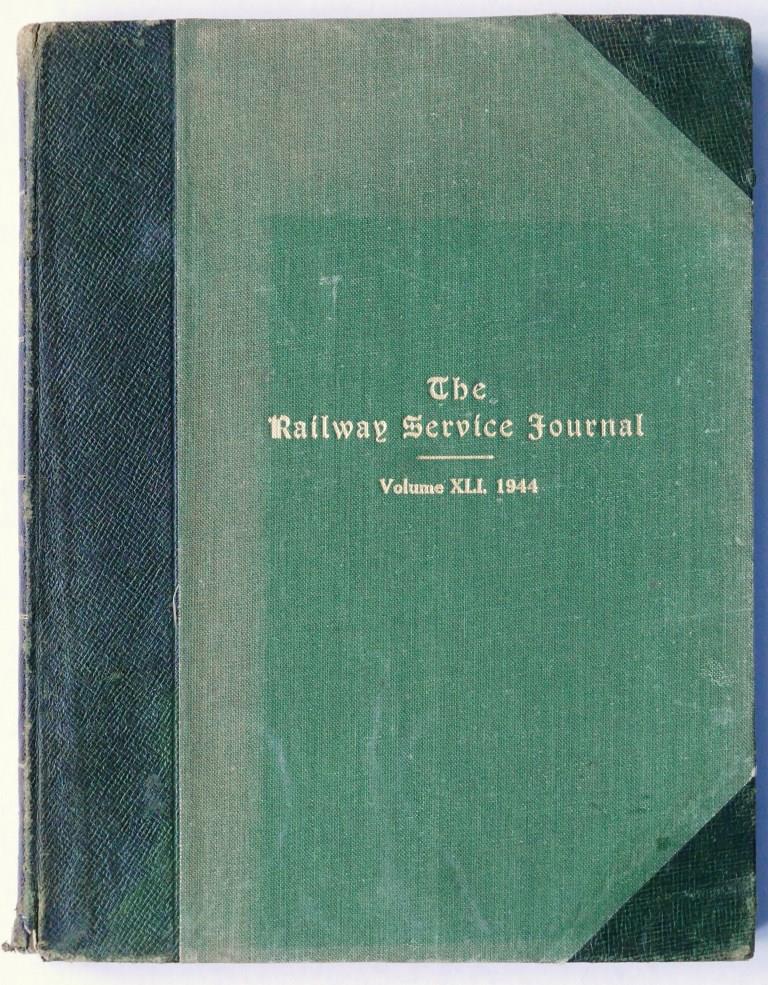 The
Railway Service Journal
Volume XLI. 1944